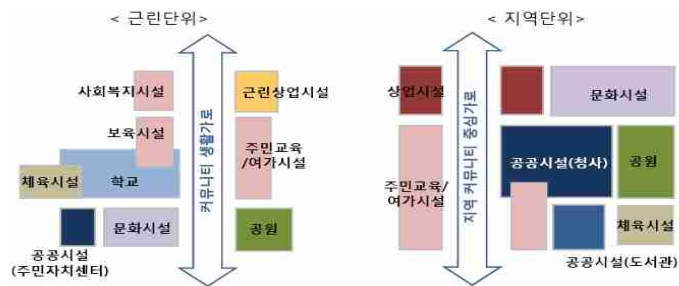 < 근린단위>
사회복지시설
보육시설
체육시설
학교
공공시설
(주민자치센터)
문화시설
커뮤니티 생활가로
근린상업시설
주민교육
/여가시설
공원
< 지역단위>
상업시설
주민교육/
여가시설
지역 커뮤니티 중심가로
문화시설
공공시설(청사)
공원
체육시설
공공시설(도서관)